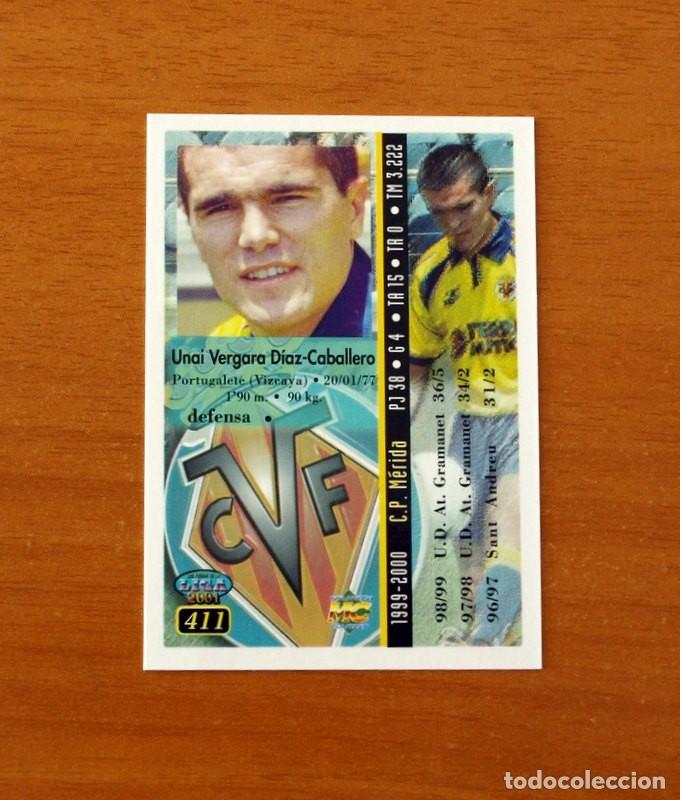 Unai Vergara Díaz-Caballero
Portugalete (Vizcaya) • 20/01/77
1'90 m. • 90 kg.
defensa •
CVF
LIGA
2001
411
MC
1999-2000 C.P. Mérida PJ 38 • G 4 • TA 15 • TR 0 • TM 3.222
98/99 U.D. At. Gramanet 36/5
97/98 U.D. At. Gramanet 34/2
96/97 Sant Andreu 31/2
todocoleccion
todocoleccion.net